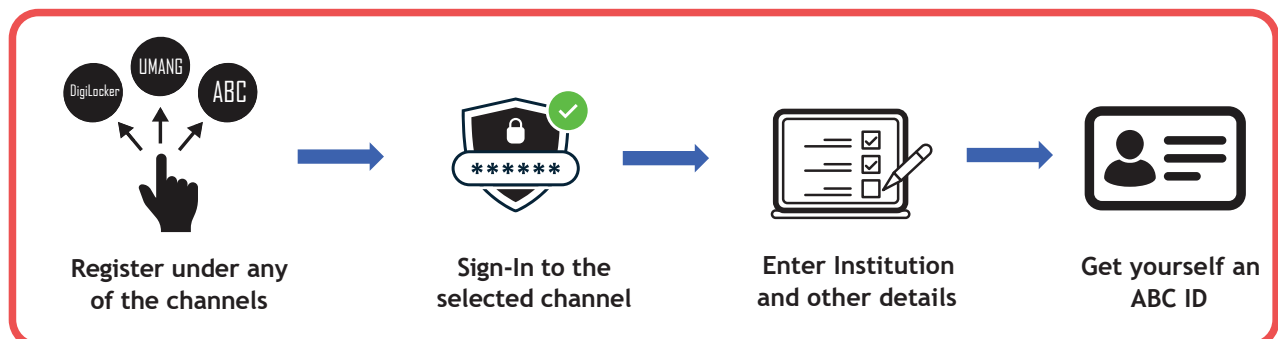 DigiLocker
UMANG
ABC
******
Register under any
of the channels
Sign-In to the
selected channel
Enter Institution
and other details
Get yourself an
ABC ID